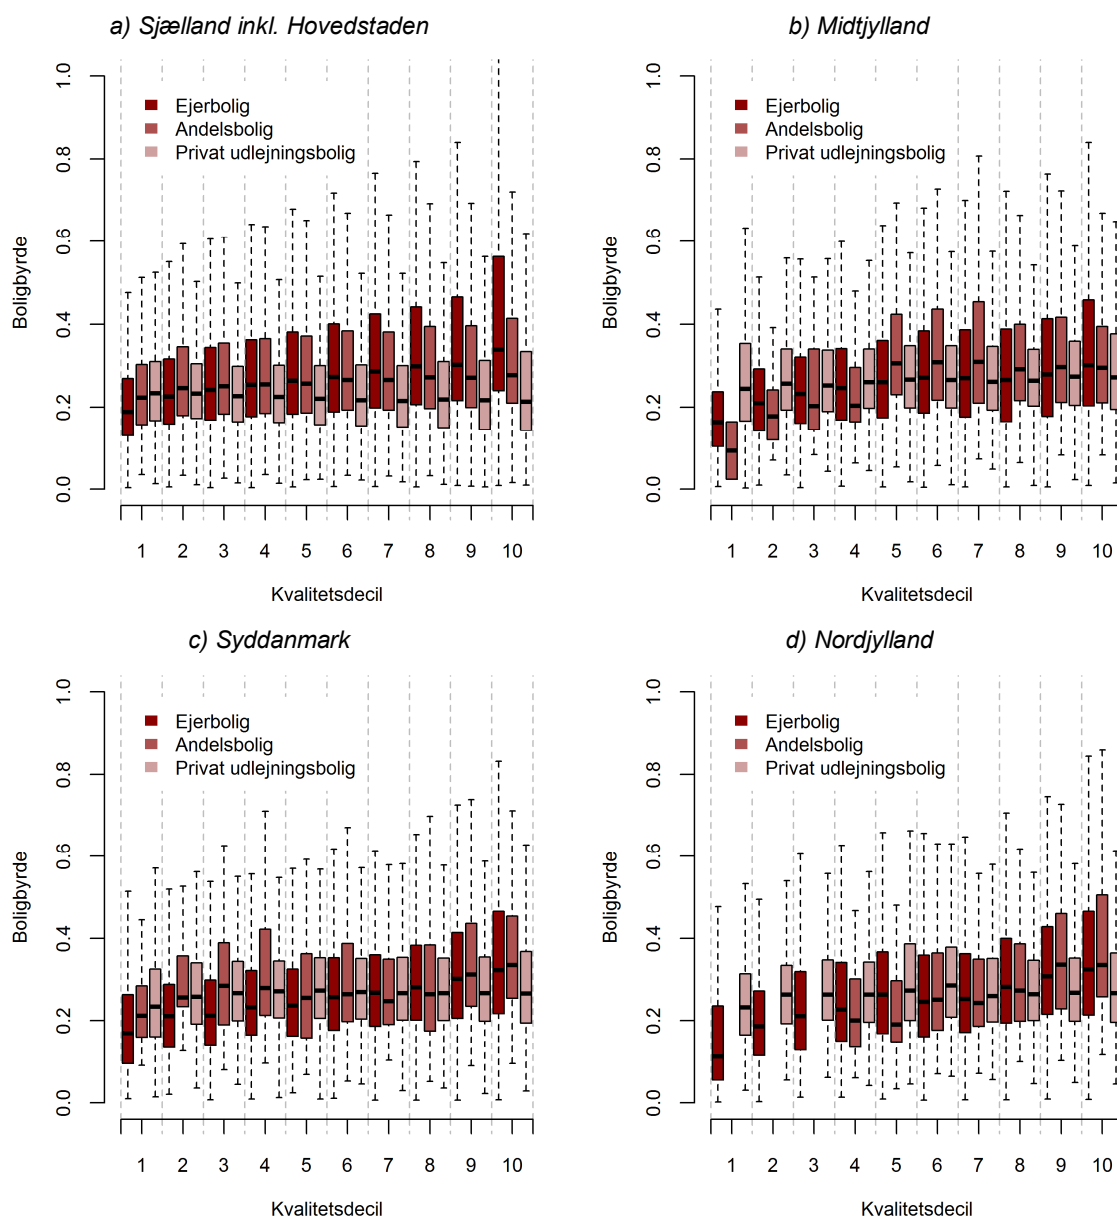 a) Sjælland inkl. Hovedstaden
Boligbyrde
0.0 0.2 0.4 0.6 0.8 1.0
Ejerbolig
Andelsbolig
Privat udlejningsbolig
1 2 3 4 5 6 7 8 9 10
Kvalitetsdecil
b) Midtjylland
Boligbyrde
0.0 0.2 0.4 0.6 0.8 1.0
Ejerbolig
Andelsbolig
Privat udlejningsbolig
1 2 3 4 5 6 7 8 9 10
Kvalitetsdecil
c) Syddanmark
Boligbyrde
0.0 0.2 0.4 0.6 0.8 1.0
Ejerbolig
Andelsbolig
Privat udlejningsbolig
1 2 3 4 5 6 7 8 9 10
Kvalitetsdecil
d) Nordjylland
Boligbyrde
0.0 0.2 0.4 0.6 0.8 1.0
Ejerbolig
Andelsbolig
Privat udlejningsbolig
1 2 3 4 5 6 7 8 9 10
Kvalitetsdecil